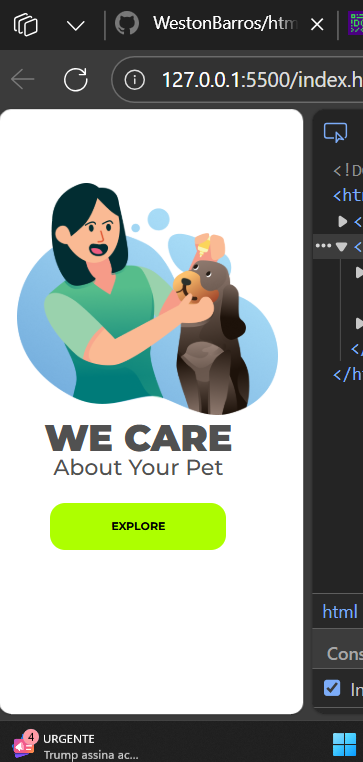 WestonBarros/htm
127.0.0.1:5500/index.h
<!D
<htm
<
<
</
</h
WE CARE
About Your Pet
EXPLORE
html
Cons
In
4
URGENTE
Trump assina ac...